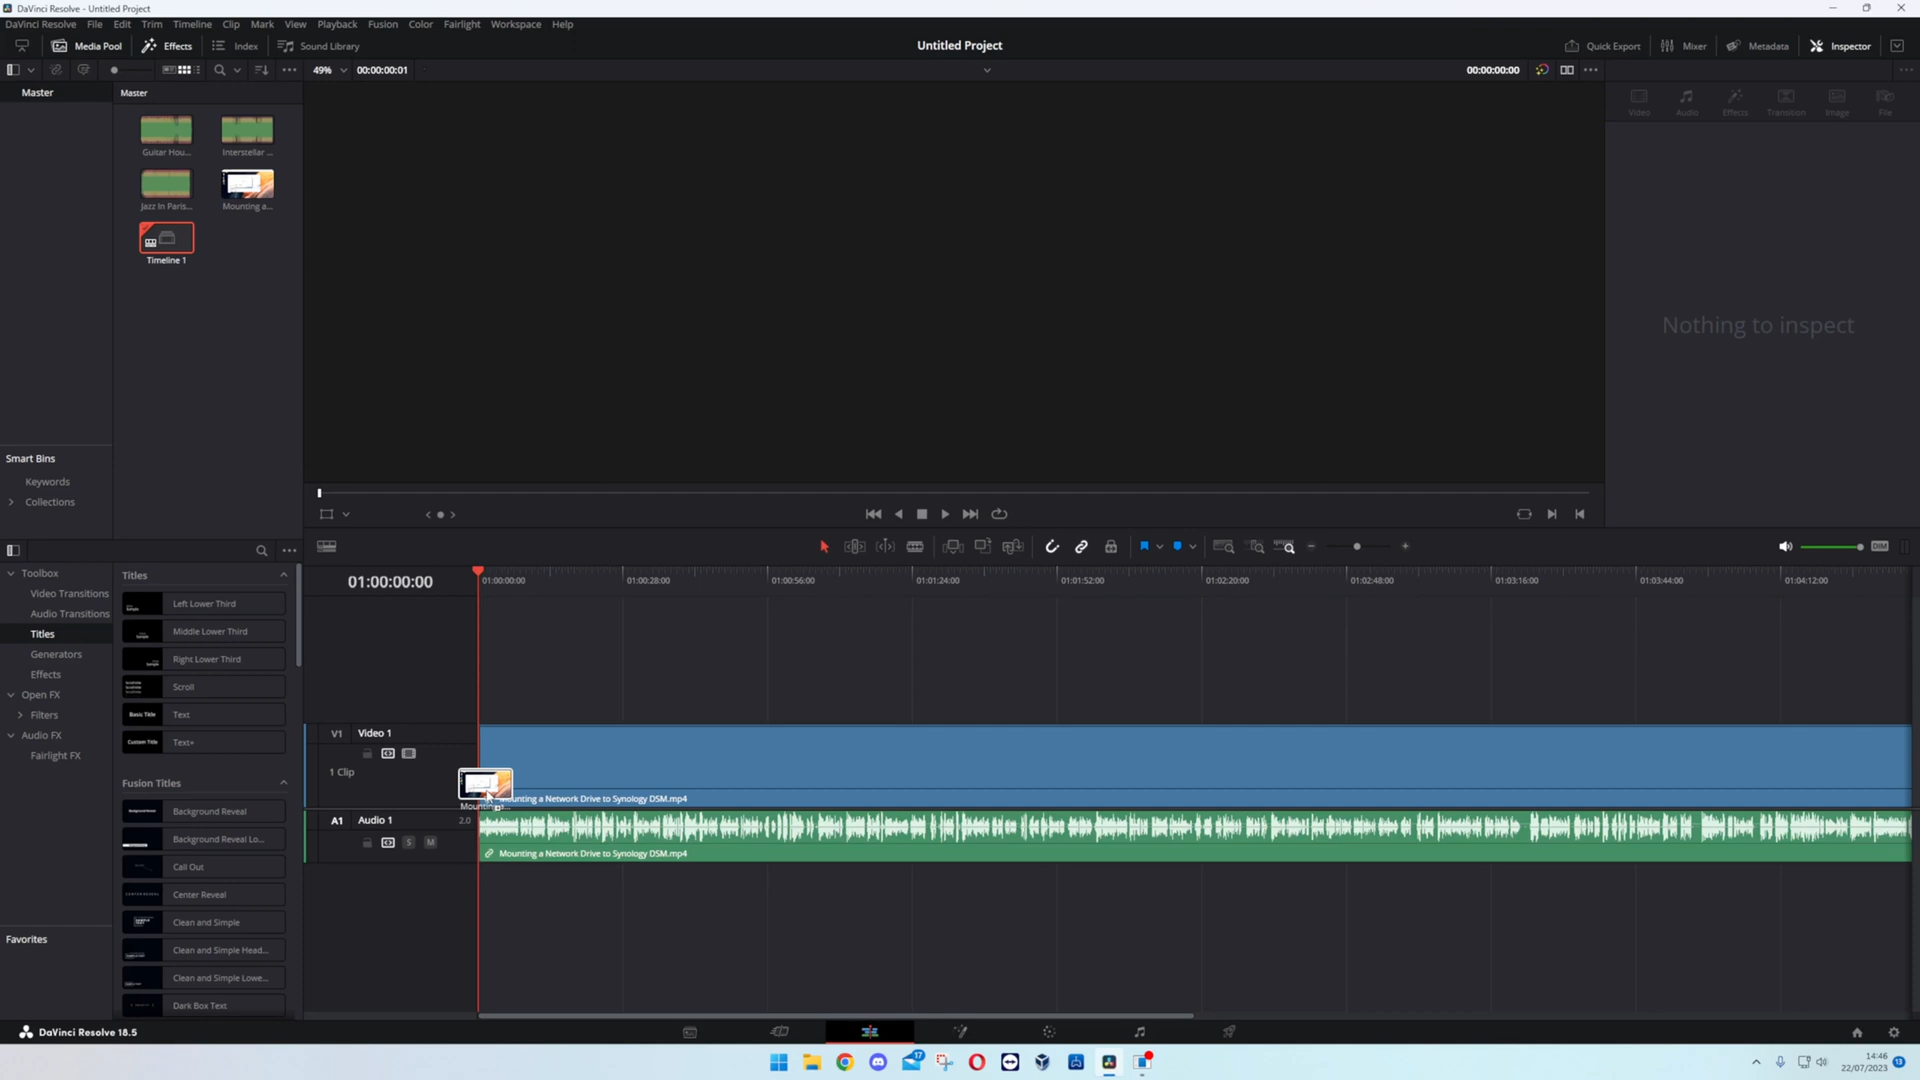 DaVinci Resolve - Untitled Project
DaVinci Resolve File Edit Trim Timeline Clip Mark View Playback Fusion Color Fairlight Workspace Help
Media Pool Effects Index Sound Library Untitled Project Quick Export Mixer Metadata Inspector
49% 00:00:00:01 00:00:00:00
Master Master
Video Audio Effects Transition Image File
Guitar Hou... Interstellar ...
Jazz In Paris... Mounting a...
Timeline 1
Nothing to inspect
Smart Bins
Keywords
Collections
DIM
Toolbox
Video Transitions
Audio Transitions
Titles
Generators
Effects
Open FX
Filters
Audio FX
Fairlight FX
Favorites
Titles
Left Lower Third
Middle Lower Third
Right Lower Third
Scroll
Basic Title Text
Custom Title Text+
Fusion Titles
Background Reveal
Background Reveal Lo...
Call Out
Center Reveal
Clean and Simple
Clean and Simple Head...
Clean and Simple Lowe...
Dark Box Text
01:00:00:00 01:00:00:00 01:00:28:00 01:00:56:00 01:01:24:00 01:01:52:00 01:02:20:00 01:02:48:00 01:03:16:00 01:03:44:00 01:04:12:00
V1 Video 1
1 Clip
Mounting a Network Drive to Synology DSM.mp4
A1 Audio 1 2.0
S M
Mounting a Network Drive to Synology DSM.mp4
DaVinci Resolve 18.5
17
14:46
22/07/2023
13